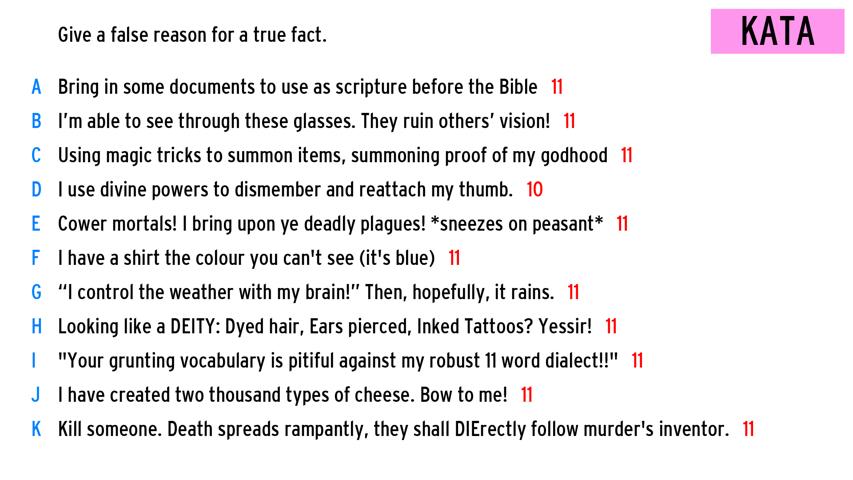 Give a false reason for a true fact.
KATA
A Bring in some documents to use as scripture before the Bible 11
B I’m able to see through these glasses. They ruin others’ vision! 11
C Using magic tricks to summon items, summoning proof of my godhood 11
D I use divine powers to dismember and reattach my thumb. 10
E Cower mortals! I bring upon ye deadly plagues! *sneezes on peasant* 11
F I have a shirt the colour you can't see (it's blue) 11
G “I control the weather with my brain!” Then, hopefully, it rains. 11
H Looking like a DEITY: Dyed hair, Ears pierced, Inked Tattoos? Yessir! 11
I "Your grunting vocabulary is pitiful against my robust 11 word dialect!!" 11
J I have created two thousand types of cheese. Bow to me! 11
K Kill someone. Death spreads rampantly, they shall DIErectly follow murder's inventor. 11